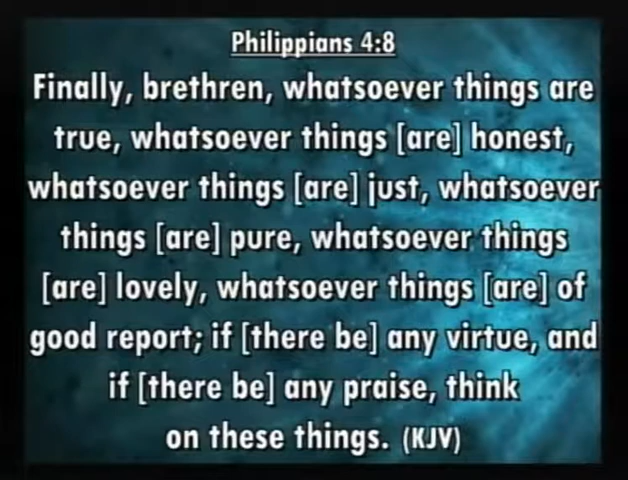 Philippians 4:8
Finally, brethren, whatsoever things are
true, whatsoever things [are] honest,
whatsoever things [are] just, whatsoever
things [are] pure, whatsoever things
[are] lovely, whatsoever things [are] of
good report; if [there be] any virtue, and
if [there be] any praise, think
on these things. (KJV)